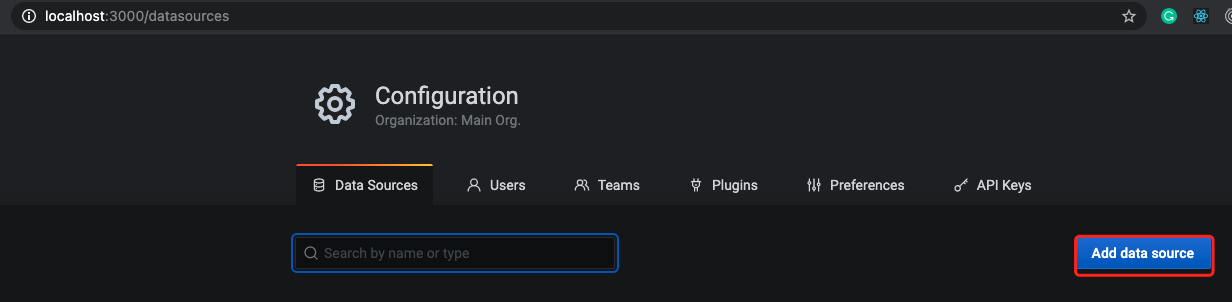 localhost:3000/datasources
Configuration
Organization: Main Org.
Data Sources Users Teams Plugins Preferences API Keys
Search by name or type Add data source